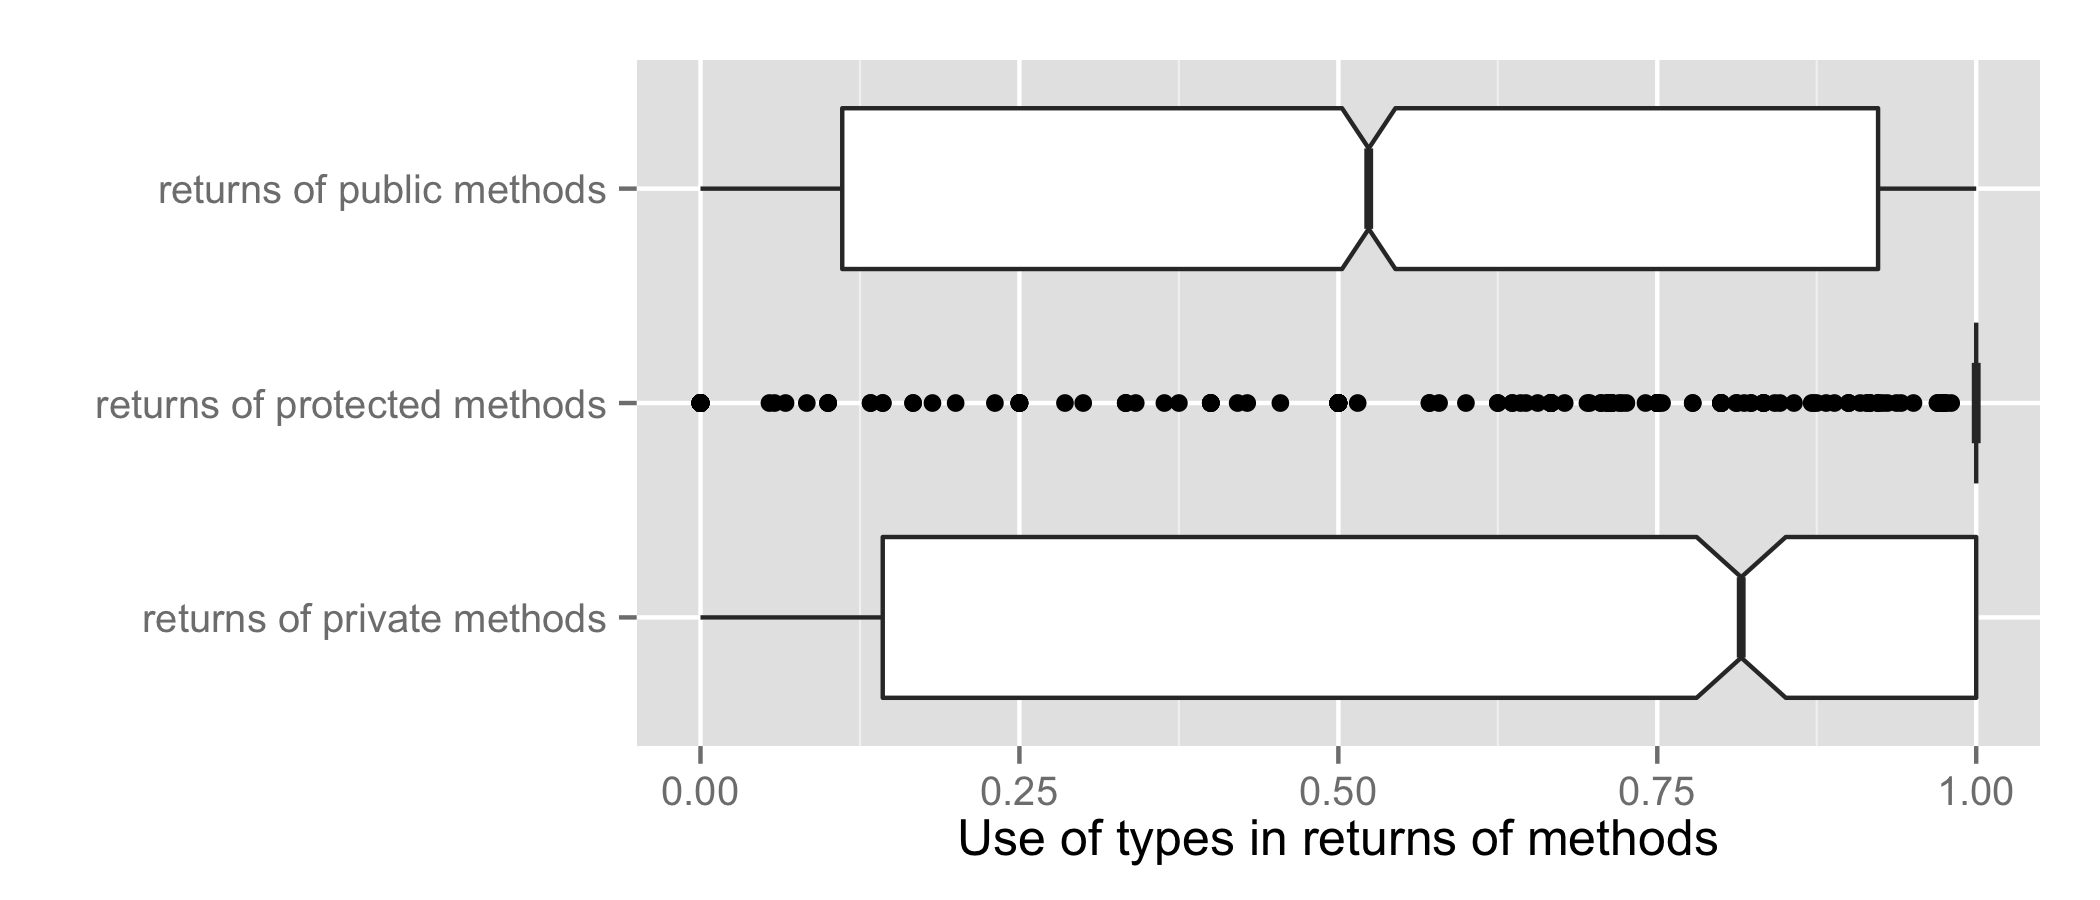 returns of public methods
returns of protected methods
returns of private methods
0.00 0.25 0.50 0.75 1.00
Use of types in returns of methods